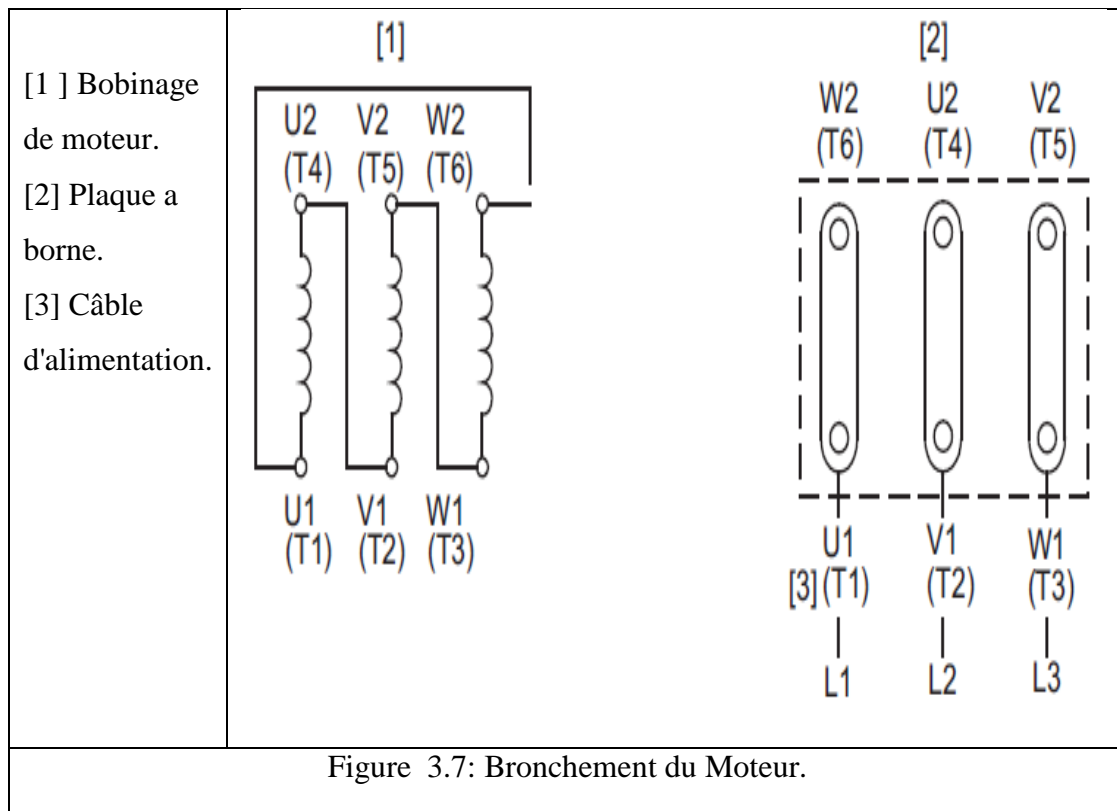 [1 ] Bobinage
de moteur.
[2] Plaque a
borne.
[3] Câble
d'alimentation.
[1]
U2 V2 W2
(T4) (T5) (T6)
U1 V1 W1
(T1) (T2) (T3)
[2]
W2 U2 V2
(T6) (T4) (T5)
U1 V1 W1
[3] (T1) (T2) (T3)
L1 L2 L3
Figure 3.7: Bronchement du Moteur.